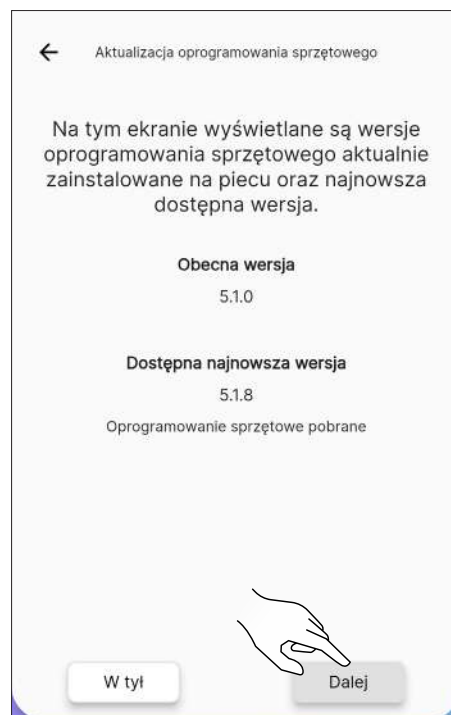 Aktualizacja oprogramowania sprzętowego
Na tym ekranie wyświetlane są wersje
oprogramowania sprzętowego aktualnie
zainstalowane na piecu oraz najnowsza
dostępna wersja.
Obecna wersja
5.1.0
Dostępna najnowsza wersja
5.1.8
Oprogramowanie sprzętowe pobrane
W tył
Dalej